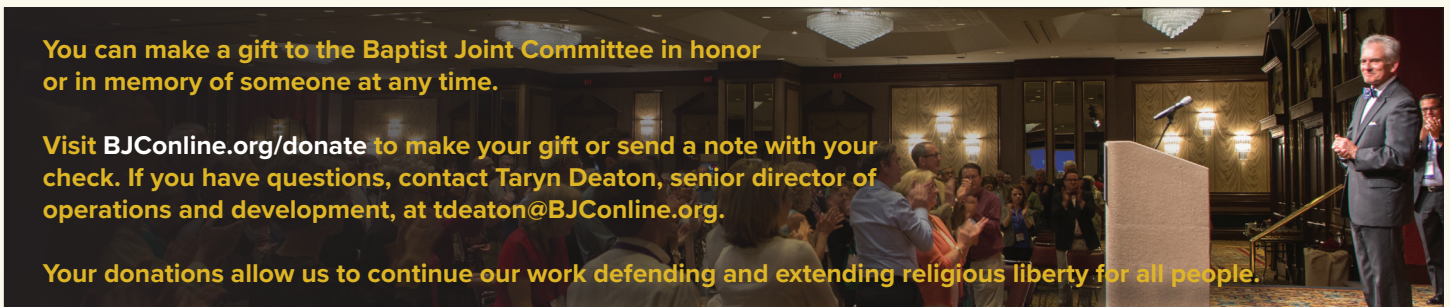 You can make a gift to the Baptist Joint Committee in honor
or in memory of someone at any time.
Visit BJConline.org/donate to make your gift or send a note with your
check. If you have questions, contact Taryn Deaton, senior director of
operations and development, at tdeaton@BJConline.org.
Your donations allow us to continue our work defending and extending religious liberty for all people.